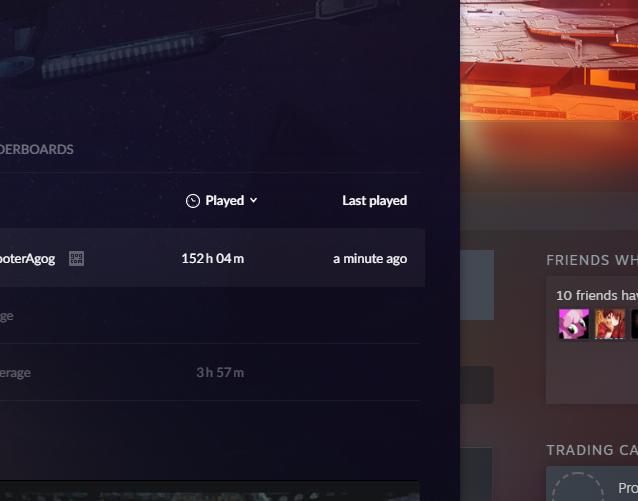 DERBOARDS
Played
Last played
ooterAgog
gog
com
152 h 04 m
a minute ago
FRIENDS WH
10 friends hav
ge
erage
3 h 57 m
TRADING CA
Pro